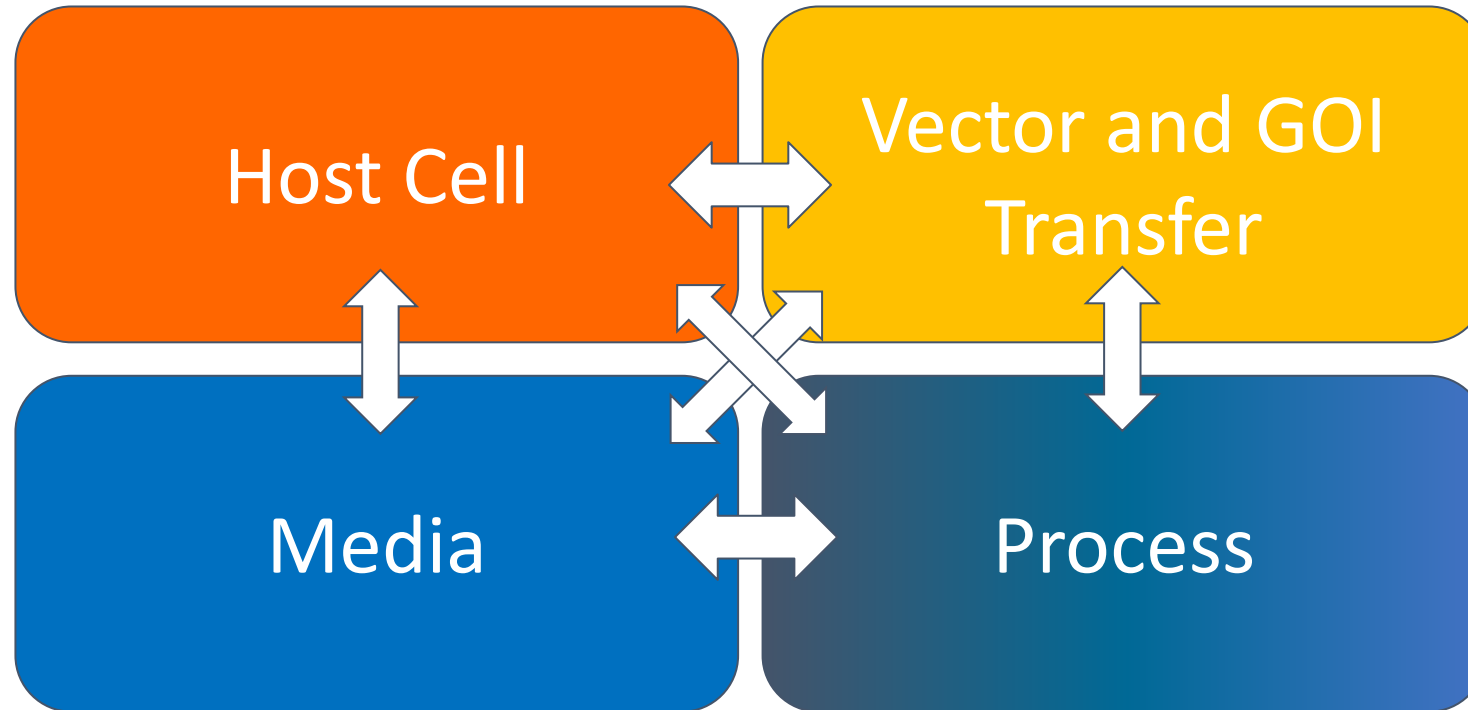 Host Cell
Vector and GOI
Transfer
Media
Process